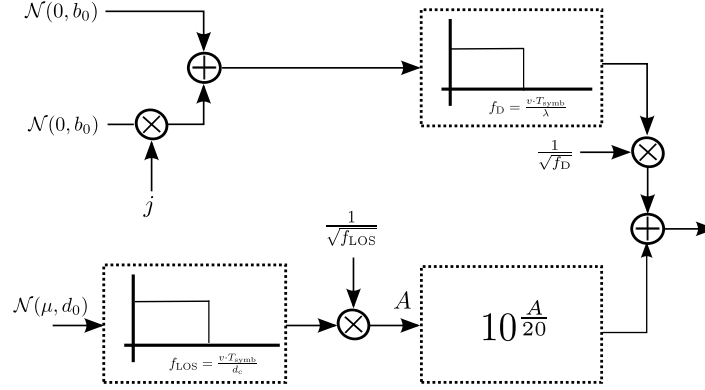 𝒩(0, b₀)
𝒩(0, b₀)
j
f_D = v·T_symb/λ
1/√f_D
1/√f_LOS
𝒩(μ, d₀)
f_LOS = v·T_symb/d_c
A
10^(A/20)